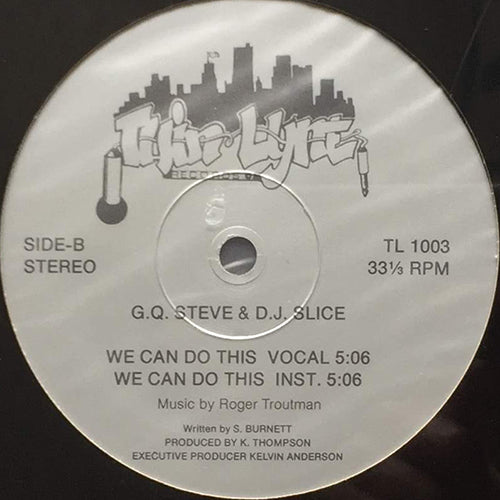 Thin Lyne
RECORDS
SIDE-B
STEREO
TL 1003
33⅓ RPM
G.Q. STEVE & D.J. SLICE
WE CAN DO THIS VOCAL 5:06
WE CAN DO THIS INST. 5:06
Music by Roger Troutman
Written by S. BURNETT
PRODUCED BY K. THOMPSON
EXECUTIVE PRODUCER KELVIN ANDERSON